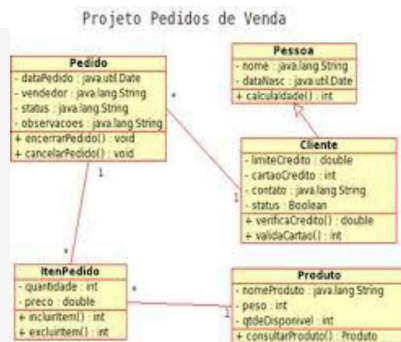 Projeto Pedidos de Venda
Pedido
- dataPedido : java.util.Date
- vendedor : java.lang.String
- status : java.lang.String
- observacoes : java.lang.String
+ encerrarPedido() : void
+ cancelarPedido() : void
Pessoa
- nome : java.lang.String
- dataNasc : java.util.Date
+ calculaIdade() : int
*
1
Cliente
- limiteCredito : double
- cartaoCredito : int
- contato : java.lang.String
- status : Boolean
+ verificaCredito() : double
+ validaCartao() : int
1
*
ItenPedido
- quantidade : int
- preco : double
+ incluirItem() : int
+ excluirItem() : int
*
1
Produto
- nomeProduto : java.lang.String
- peso : int
- qtdeDisponivel : int
+ consultarProduto() : Produto